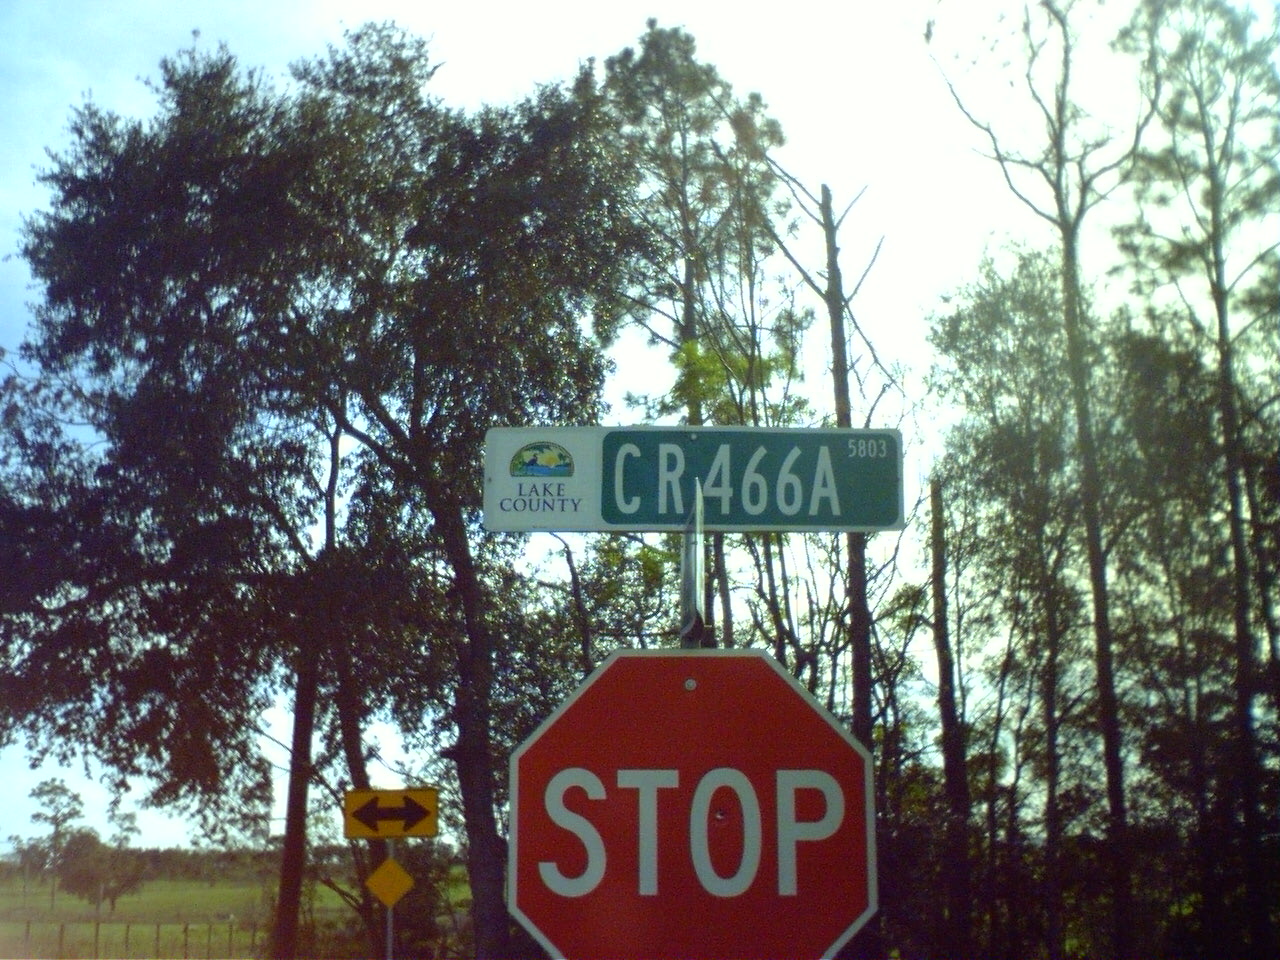 LAKE
COUNTY
CR 466A 5803
STOP